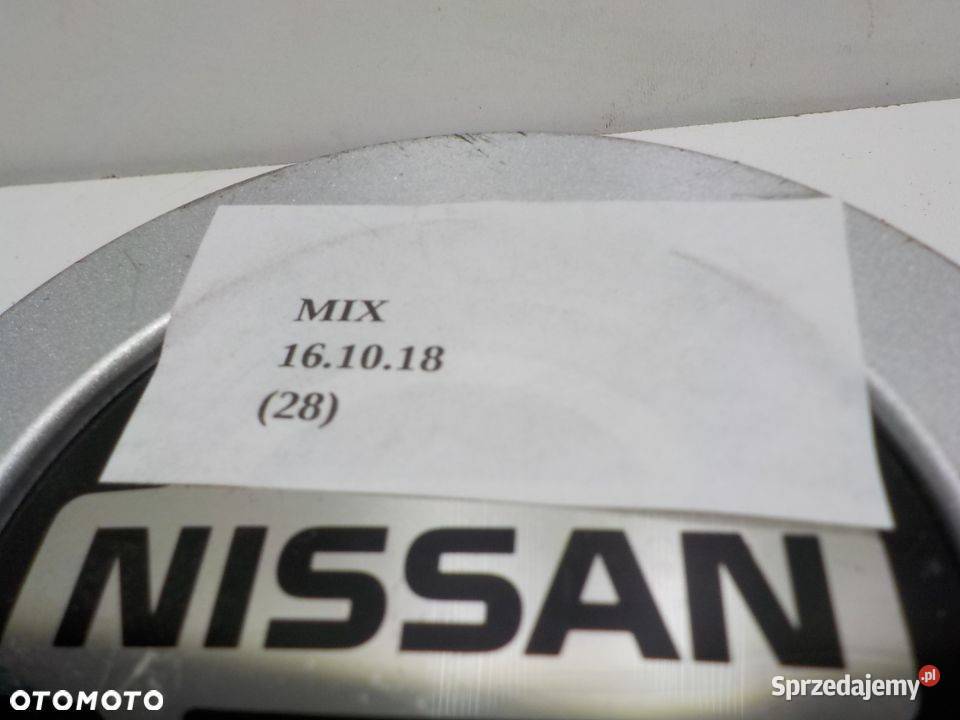 MIX
16.10.18
(28)
NISSAN
OTOMOTO
Sprzedajemy.pl